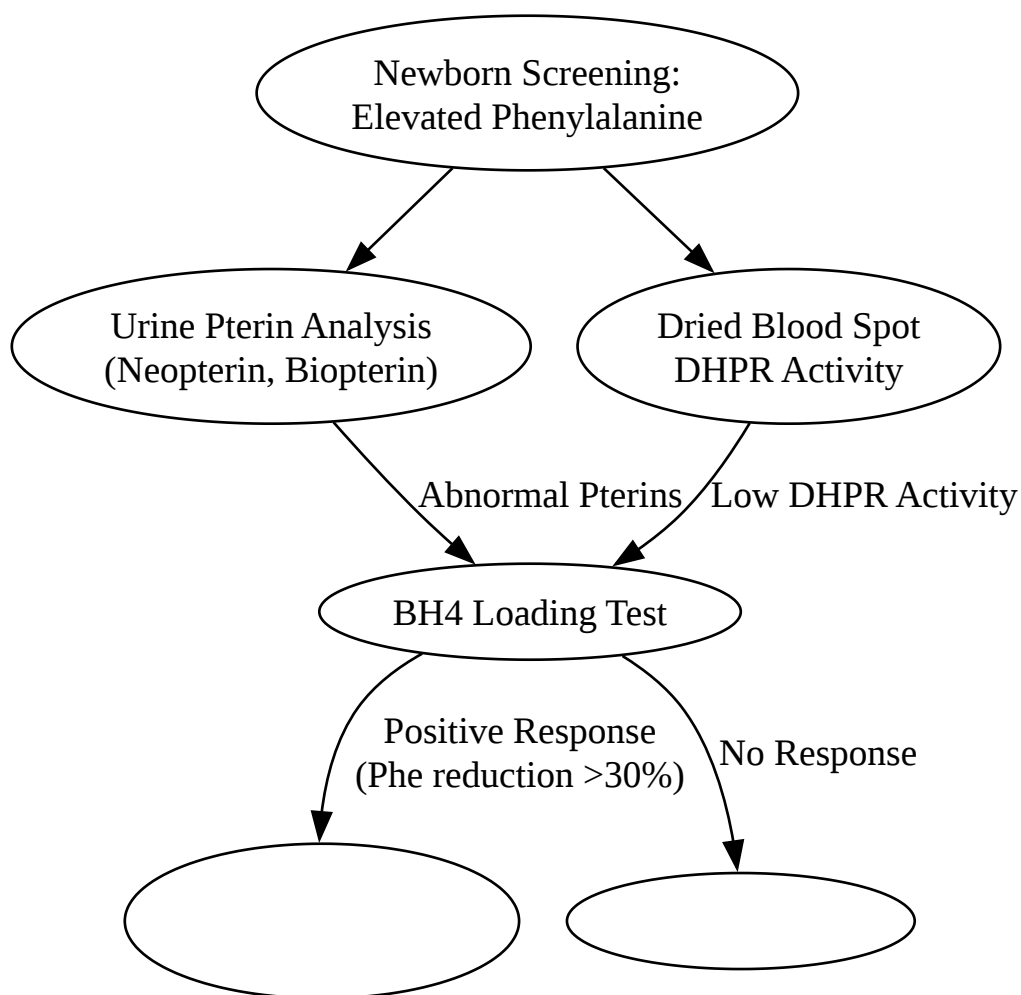 Newborn Screening:
Elevated Phenylalanine
Urine Pterin Analysis
(Neopterin, Biopterin)
Dried Blood Spot
DHPR Activity
Abnormal Pterins
Low DHPR Activity
BH4 Loading Test
Positive Response
(Phe reduction >30%)
No Response